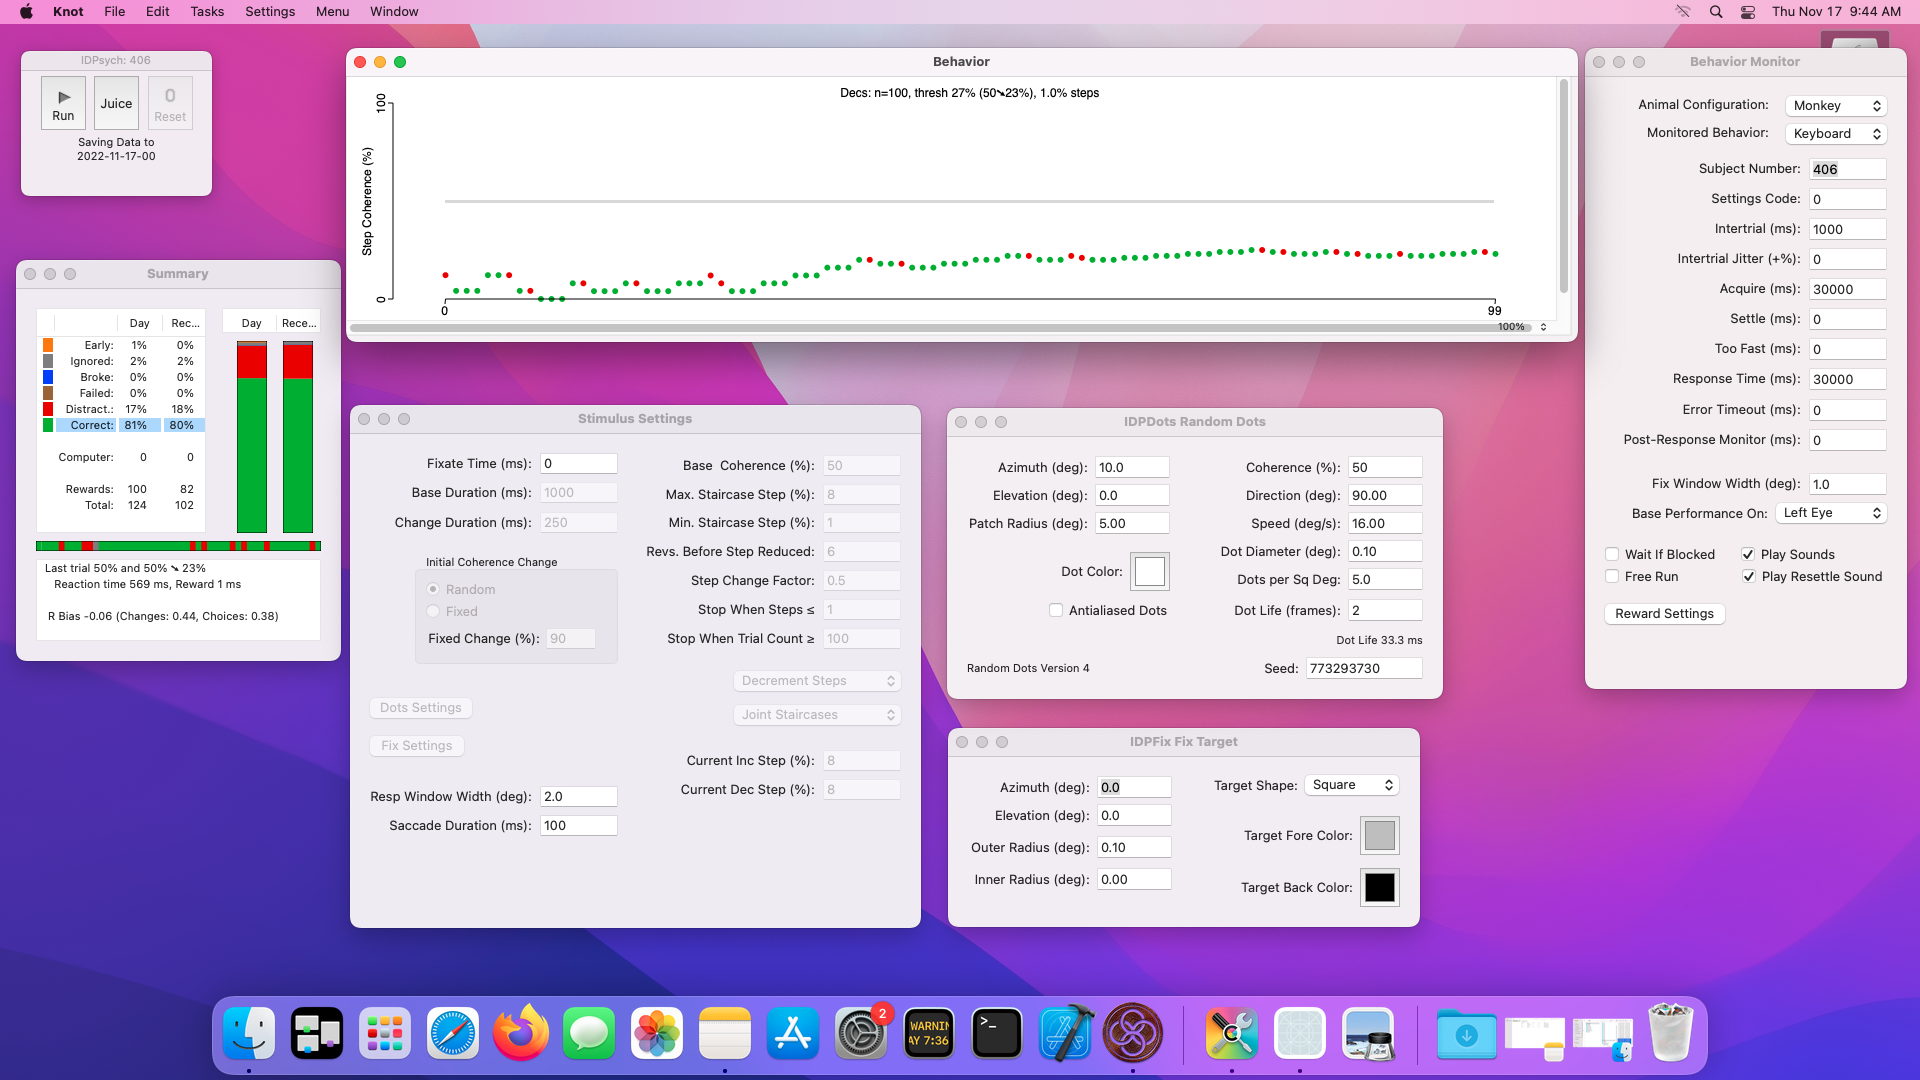 Knot File Edit Tasks Settings Menu Window Thu Nov 17 9:44 AM
IDPsych: 406
Run
Juice
0
Reset
Saving Data to
2022-11-17-00
Behavior
Decs: n=100, thresh 27% (50➘23%), 1.0% steps
Step Coherence (%)
100
0
0 99
100%
Summary
Day Rec... Day Rece...
Early: 1% 0%
Ignored: 2% 2%
Broke: 0% 0%
Failed: 0% 0%
Distract.: 17% 18%
Correct: 81% 80%
Computer: 0 0
Rewards: 100 82
Total: 124 102
Last trial 50% and 50% ➘ 23%
Reaction time 569 ms, Reward 1 ms
R Bias -0.06 (Changes: 0.44, Choices: 0.38)
Stimulus Settings
Fixate Time (ms): 0
Base Duration (ms): 1000
Change Duration (ms): 250
Initial Coherence Change
Random
Fixed
Fixed Change (%): 90
Dots Settings
Fix Settings
Resp Window Width (deg): 2.0
Saccade Duration (ms): 100
Base Coherence (%): 50
Max. Staircase Step (%): 8
Min. Staircase Step (%): 1
Revs. Before Step Reduced: 6
Step Change Factor: 0.5
Stop When Steps ≤ 1
Stop When Trial Count ≥ 100
Decrement Steps
Joint Staircases
Current Inc Step (%): 8
Current Dec Step (%): 8
IDPDots Random Dots
Azimuth (deg): 10.0
Elevation (deg): 0.0
Patch Radius (deg): 5.00
Dot Color:
Antialiased Dots
Random Dots Version 4
Coherence (%): 50
Direction (deg): 90.00
Speed (deg/s): 16.00
Dot Diameter (deg): 0.10
Dots per Sq Deg: 5.0
Dot Life (frames): 2
Dot Life 33.3 ms
Seed: 773293730
IDPFix Fix Target
Azimuth (deg): 0.0
Elevation (deg): 0.0
Outer Radius (deg): 0.10
Inner Radius (deg): 0.00
Target Shape: Square
Target Fore Color:
Target Back Color:
Behavior Monitor
Animal Configuration: Monkey
Monitored Behavior: Keyboard
Subject Number: 406
Settings Code: 0
Intertrial (ms): 1000
Intertrial Jitter (+%): 0
Acquire (ms): 30000
Settle (ms): 0
Too Fast (ms): 0
Response Time (ms): 30000
Error Timeout (ms): 0
Post-Response Monitor (ms): 0
Fix Window Width (deg): 1.0
Base Performance On: Left Eye
Wait If Blocked Play Sounds
Free Run Play Resettle Sound
Reward Settings
2
WARNIN
AY 7:36
>_